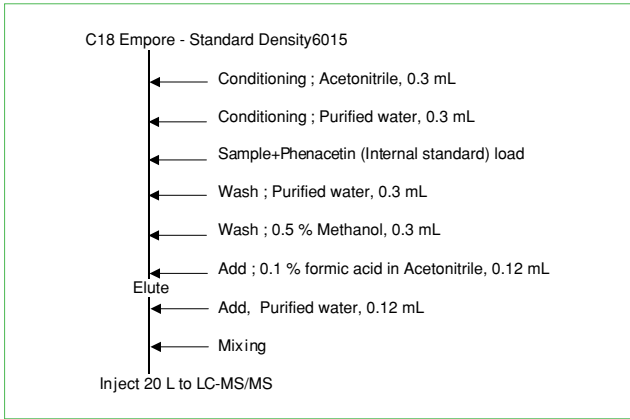 C18 Empore - Standard Density6015
Conditioning ; Acetonitrile, 0.3 mL
Conditioning ; Purified water, 0.3 mL
Sample+Phenacetin (Internal standard) load
Wash ; Purified water, 0.3 mL
Wash ; 0.5 % Methanol, 0.3 mL
Add ; 0.1 % formic acid in Acetonitrile, 0.12 mL
Elute
Add, Purified water, 0.12 mL
Mixing
Inject 20 L to LC-MS/MS